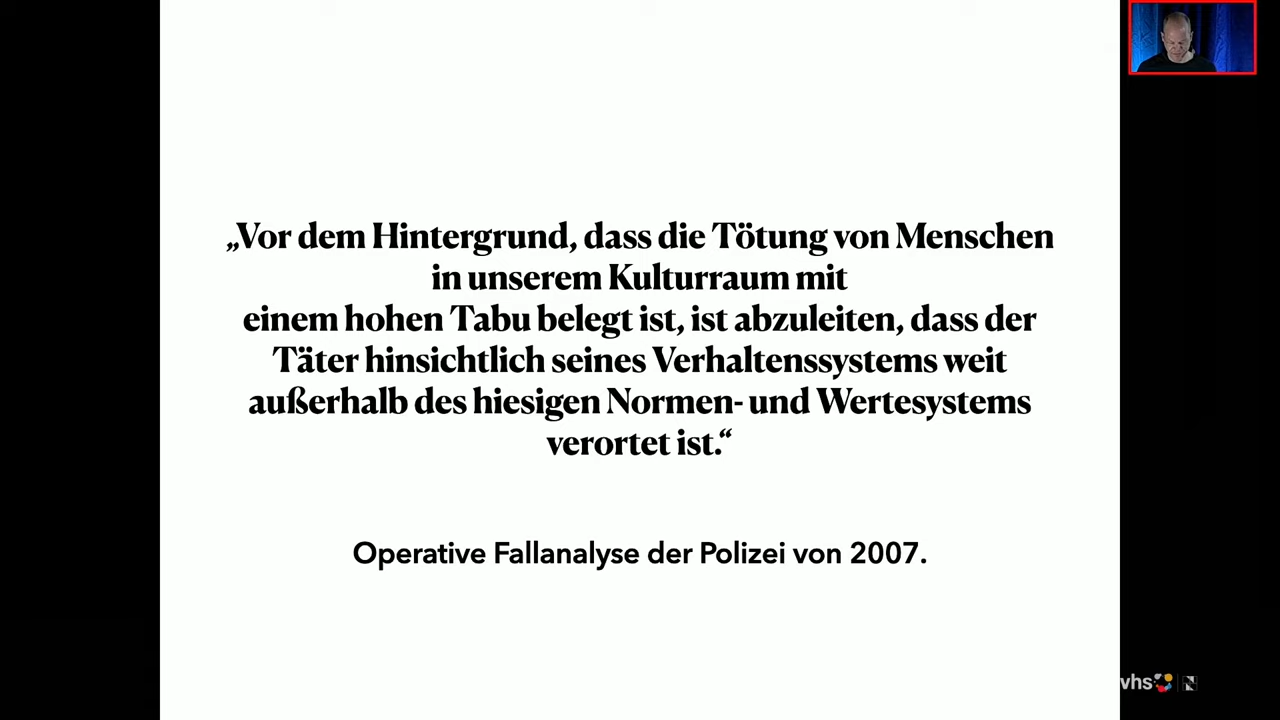 „Vor dem Hintergrund, dass die Tötung von Menschen
in unserem Kulturraum mit
einem hohen Tabu belegt ist, ist abzuleiten, dass der
Täter hinsichtlich seines Verhaltenssystems weit
außerhalb des hiesigen Normen- und Wertesystems
verortet ist.“
Operative Fallanalyse der Polizei von 2007.
vhs